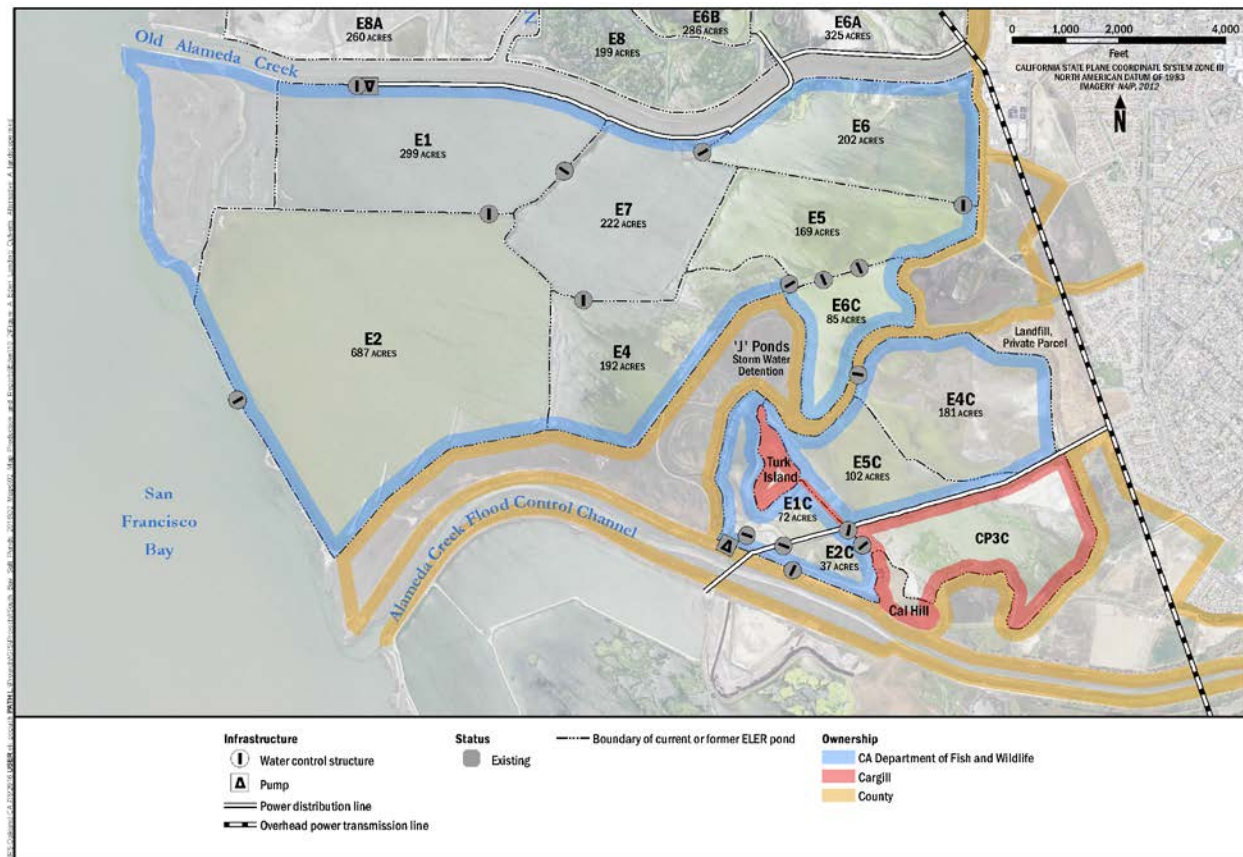 E8A
260 ACRES
E8
199 ACRES
E6B
286 ACRES
E6A
325 ACRES
0 1,000 2,000 4,000
Feet
CALIFORNIA STATE PLANE COORDINATE SYSTEM ZONE III
NORTH AMERICAN DATUM OF 1983
IMAGERY NAIP, 2012
N
Old Alameda Creek
E1
299 ACRES
E6
202 ACRES
E7
222 ACRES
E5
169 ACRES
E6C
85 ACRES
E2
687 ACRES
E4
192 ACRES
'J' Ponds
Storm Water
Detention
Landfill,
Private Parcel
E4C
181 ACRES
Turk
Island
E5C
102 ACRES
E1C
72 ACRES
E2C
37 ACRES
CP3C
Cal Hill
San
Francisco
Bay
Alameda Creek Flood Control Channel
Infrastructure
Water control structure
Pump
Power distribution line
Overhead power transmission line
Status
Existing
Boundary of current or former ELER pond
Ownership
CA Department of Fish and Wildlife
Cargill
County